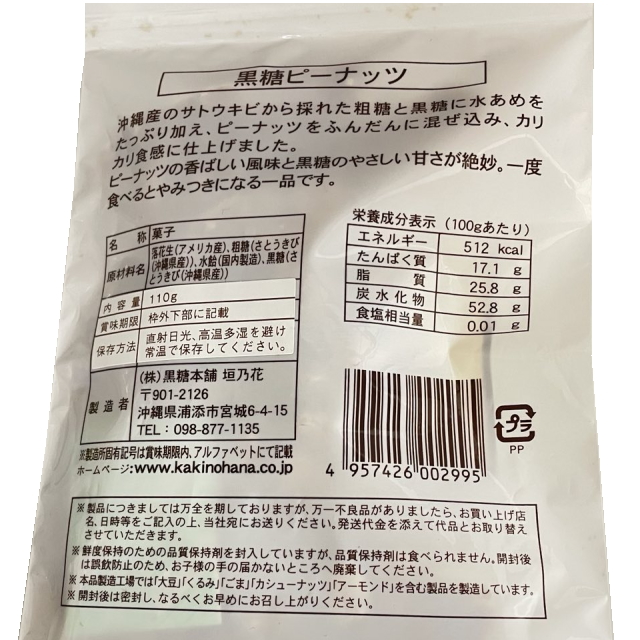 黒糖ピーナッツ
沖縄産のサトウキビから採れた粗糖と黒糖に水あめを
たっぷり加え、ピーナッツをふんだんに混ぜ込み、カリ
カリ食感に仕上げました。
ピーナッツの香ばしい風味と黒糖のやさしい甘さが絶妙。一度
食べるとやみつきになる一品です。
名称 菓子
原材料名 落花生(アメリカ産)、粗糖(さとうきび
(沖縄県産))、水飴(国内製造)、黒糖(さ
とうきび(沖縄県産))
内容量 110g
賞味期限 枠外下部に記載
保存方法 直射日光、高温多湿を避け
常温で保存してください。
製造者 (株)黒糖本舗 垣乃花
〒901-2126
沖縄県浦添市宮城6-4-15
TEL:098-877-1135
※製造所固有記号は賞味期限内、アルファベットにて記載
ホームページ:www.kakinohana.co.jp
栄養成分表示(100gあたり)
エネルギー 512 kcal
たんぱく質 17.1 g
脂質 25.8 g
炭水化物 52.8 g
食塩相当量 0.01 g
プラ
PP
4 957426 002995
※製品につきましては万全を期しておりますが、万一不良品がありましたら、お買い上げ店
名、日時等をご記入の上、当社宛にお送りください。発送代金を添えて代品とお取り替え
させていただきます。
※鮮度保持のための品質保持剤を封入していますが、品質保持剤は食べられません。開封後
は誤飲防止のため、お子様の手の届かないところへ廃棄してください。
※本品製造工場では「大豆」「くるみ」「ごま」「カシューナッツ」「アーモンド」を含む製品を製造しています。
※開封後は密封し、なるべくお早めにお召し上がりください。